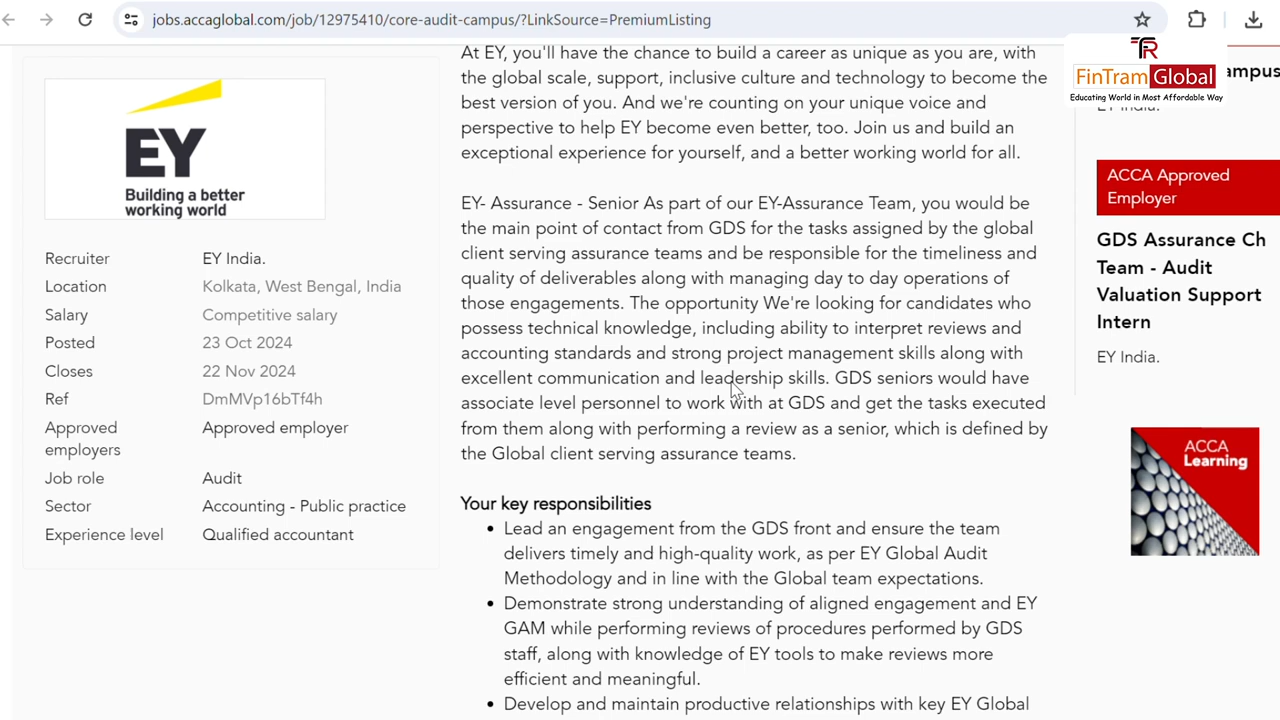 jobs.accaglobal.com/job/12975410/core-audit-campus/?LinkSource=PremiumListing
FinTram Global
Educating World in Most Affordable Way
EY
Building a better
working world
Recruiter EY India.
Location Kolkata, West Bengal, India
Salary Competitive salary
Posted 23 Oct 2024
Closes 22 Nov 2024
Ref DmMVp16bTf4h
Approved employers Approved employer
Job role Audit
Sector Accounting - Public practice
Experience level Qualified accountant
At EY, you'll have the chance to build a career as unique as you are, with
the global scale, support, inclusive culture and technology to become the
best version of you. And we're counting on your unique voice and
perspective to help EY become even better, too. Join us and build an
exceptional experience for yourself, and a better working world for all.
EY- Assurance - Senior As part of our EY-Assurance Team, you would be
the main point of contact from GDS for the tasks assigned by the global
client serving assurance teams and be responsible for the timeliness and
quality of deliverables along with managing day to day operations of
those engagements. The opportunity We're looking for candidates who
possess technical knowledge, including ability to interpret reviews and
accounting standards and strong project management skills along with
excellent communication and leadership skills. GDS seniors would have
associate level personnel to work with at GDS and get the tasks executed
from them along with performing a review as a senior, which is defined by
the Global client serving assurance teams.
Your key responsibilities
• Lead an engagement from the GDS front and ensure the team
delivers timely and high-quality work, as per EY Global Audit
Methodology and in line with the Global team expectations.
• Demonstrate strong understanding of aligned engagement and EY
GAM while performing reviews of procedures performed by GDS
staff, along with knowledge of EY tools to make reviews more
efficient and meaningful.
• Develop and maintain productive relationships with key EY Global
ampus
EY India.
ACCA Approved
Employer
GDS Assurance Ch
Team - Audit
Valuation Support
Intern
EY India.
ACCA
Learning